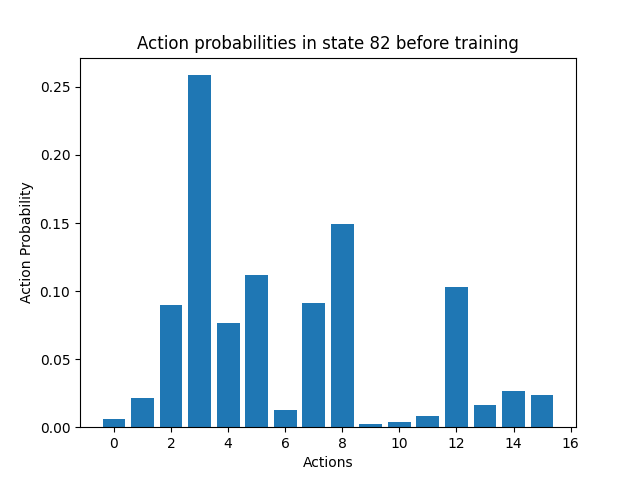 Action probabilities in state 82 before training
0.25
0.20
0.15
0.10
0.05
0.00
Action Probability
0 2 4 6 8 10 12 14 16
Actions